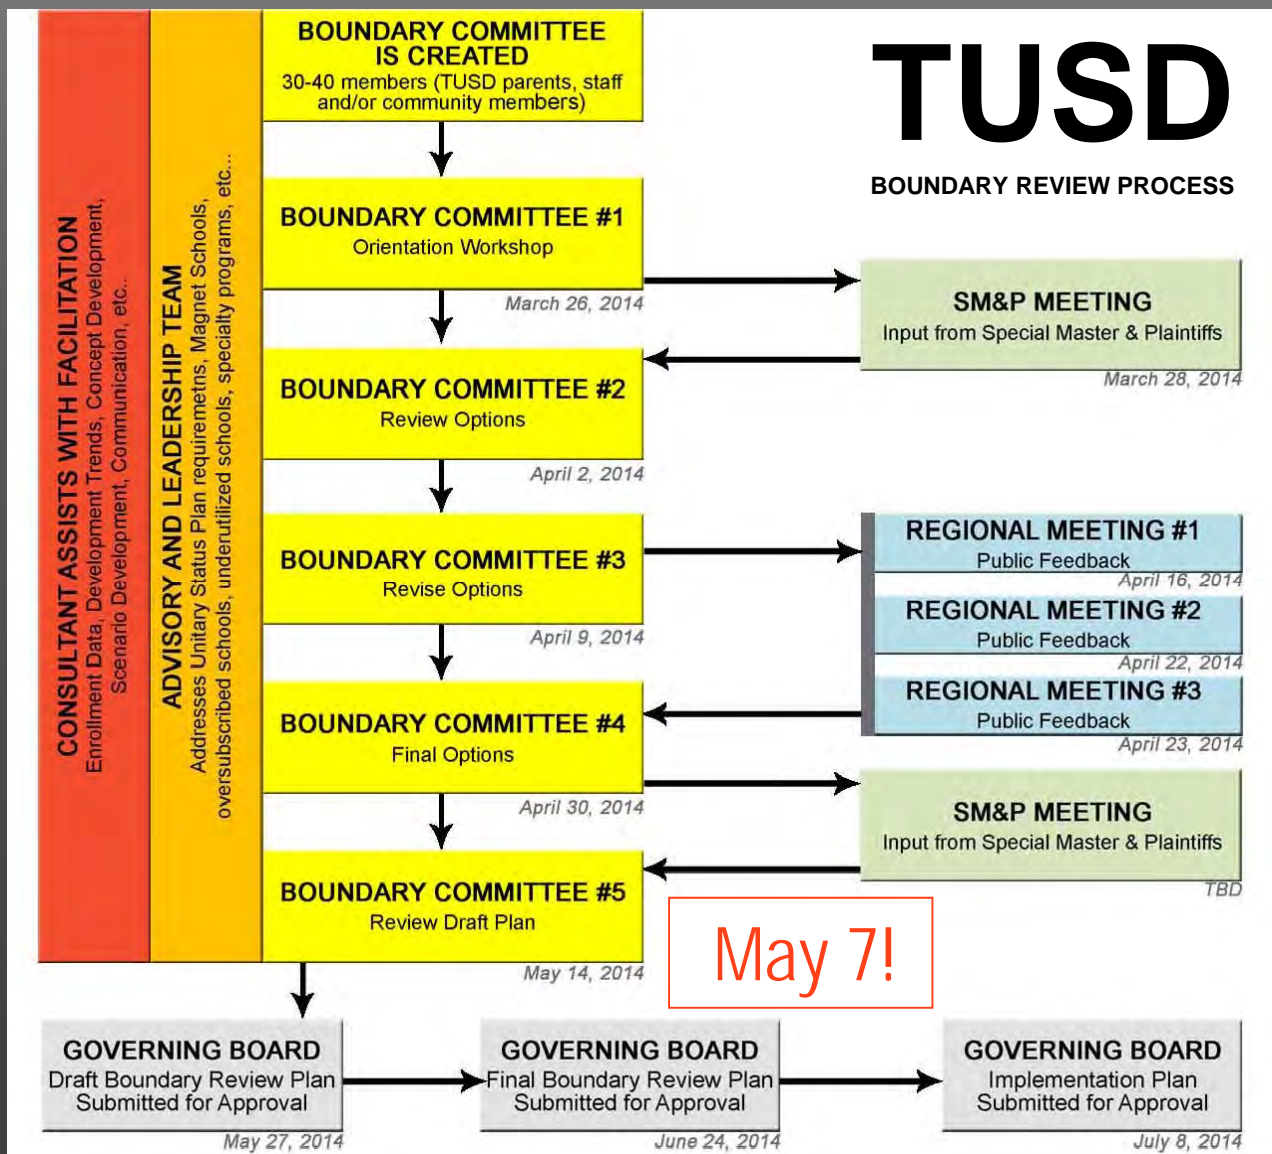 TUSD
BOUNDARY REVIEW PROCESS
CONSULTANT ASSISTS WITH FACILITATION
Enrollment Data, Development Trends, Concept Development,
Scenario Development, Communication, etc..
ADVISORY AND LEADERSHIP TEAM
Addresses Unitary Status Plan requiremetns, Magnet Schools,
oversubscribed schools, underutilized schools, specialty programs, etc...
BOUNDARY COMMITTEE
IS CREATED
30-40 members (TUSD parents, staff
and/or community members)
BOUNDARY COMMITTEE #1
Orientation Workshop
March 26, 2014
SM&P MEETING
Input from Special Master & Plaintiffs
March 28, 2014
BOUNDARY COMMITTEE #2
Review Options
April 2, 2014
BOUNDARY COMMITTEE #3
Revise Options
April 9, 2014
REGIONAL MEETING #1
Public Feedback
April 16, 2014
REGIONAL MEETING #2
Public Feedback
April 22, 2014
REGIONAL MEETING #3
Public Feedback
April 23, 2014
BOUNDARY COMMITTEE #4
Final Options
April 30, 2014
SM&P MEETING
Input from Special Master & Plaintiffs
TBD
BOUNDARY COMMITTEE #5
Review Draft Plan
May 14, 2014
May 7!
GOVERNING BOARD
Draft Boundary Review Plan
Submitted for Approval
May 27, 2014
GOVERNING BOARD
Final Boundary Review Plan
Submitted for Approval
June 24, 2014
GOVERNING BOARD
Implementation Plan
Submitted for Approval
July 8, 2014